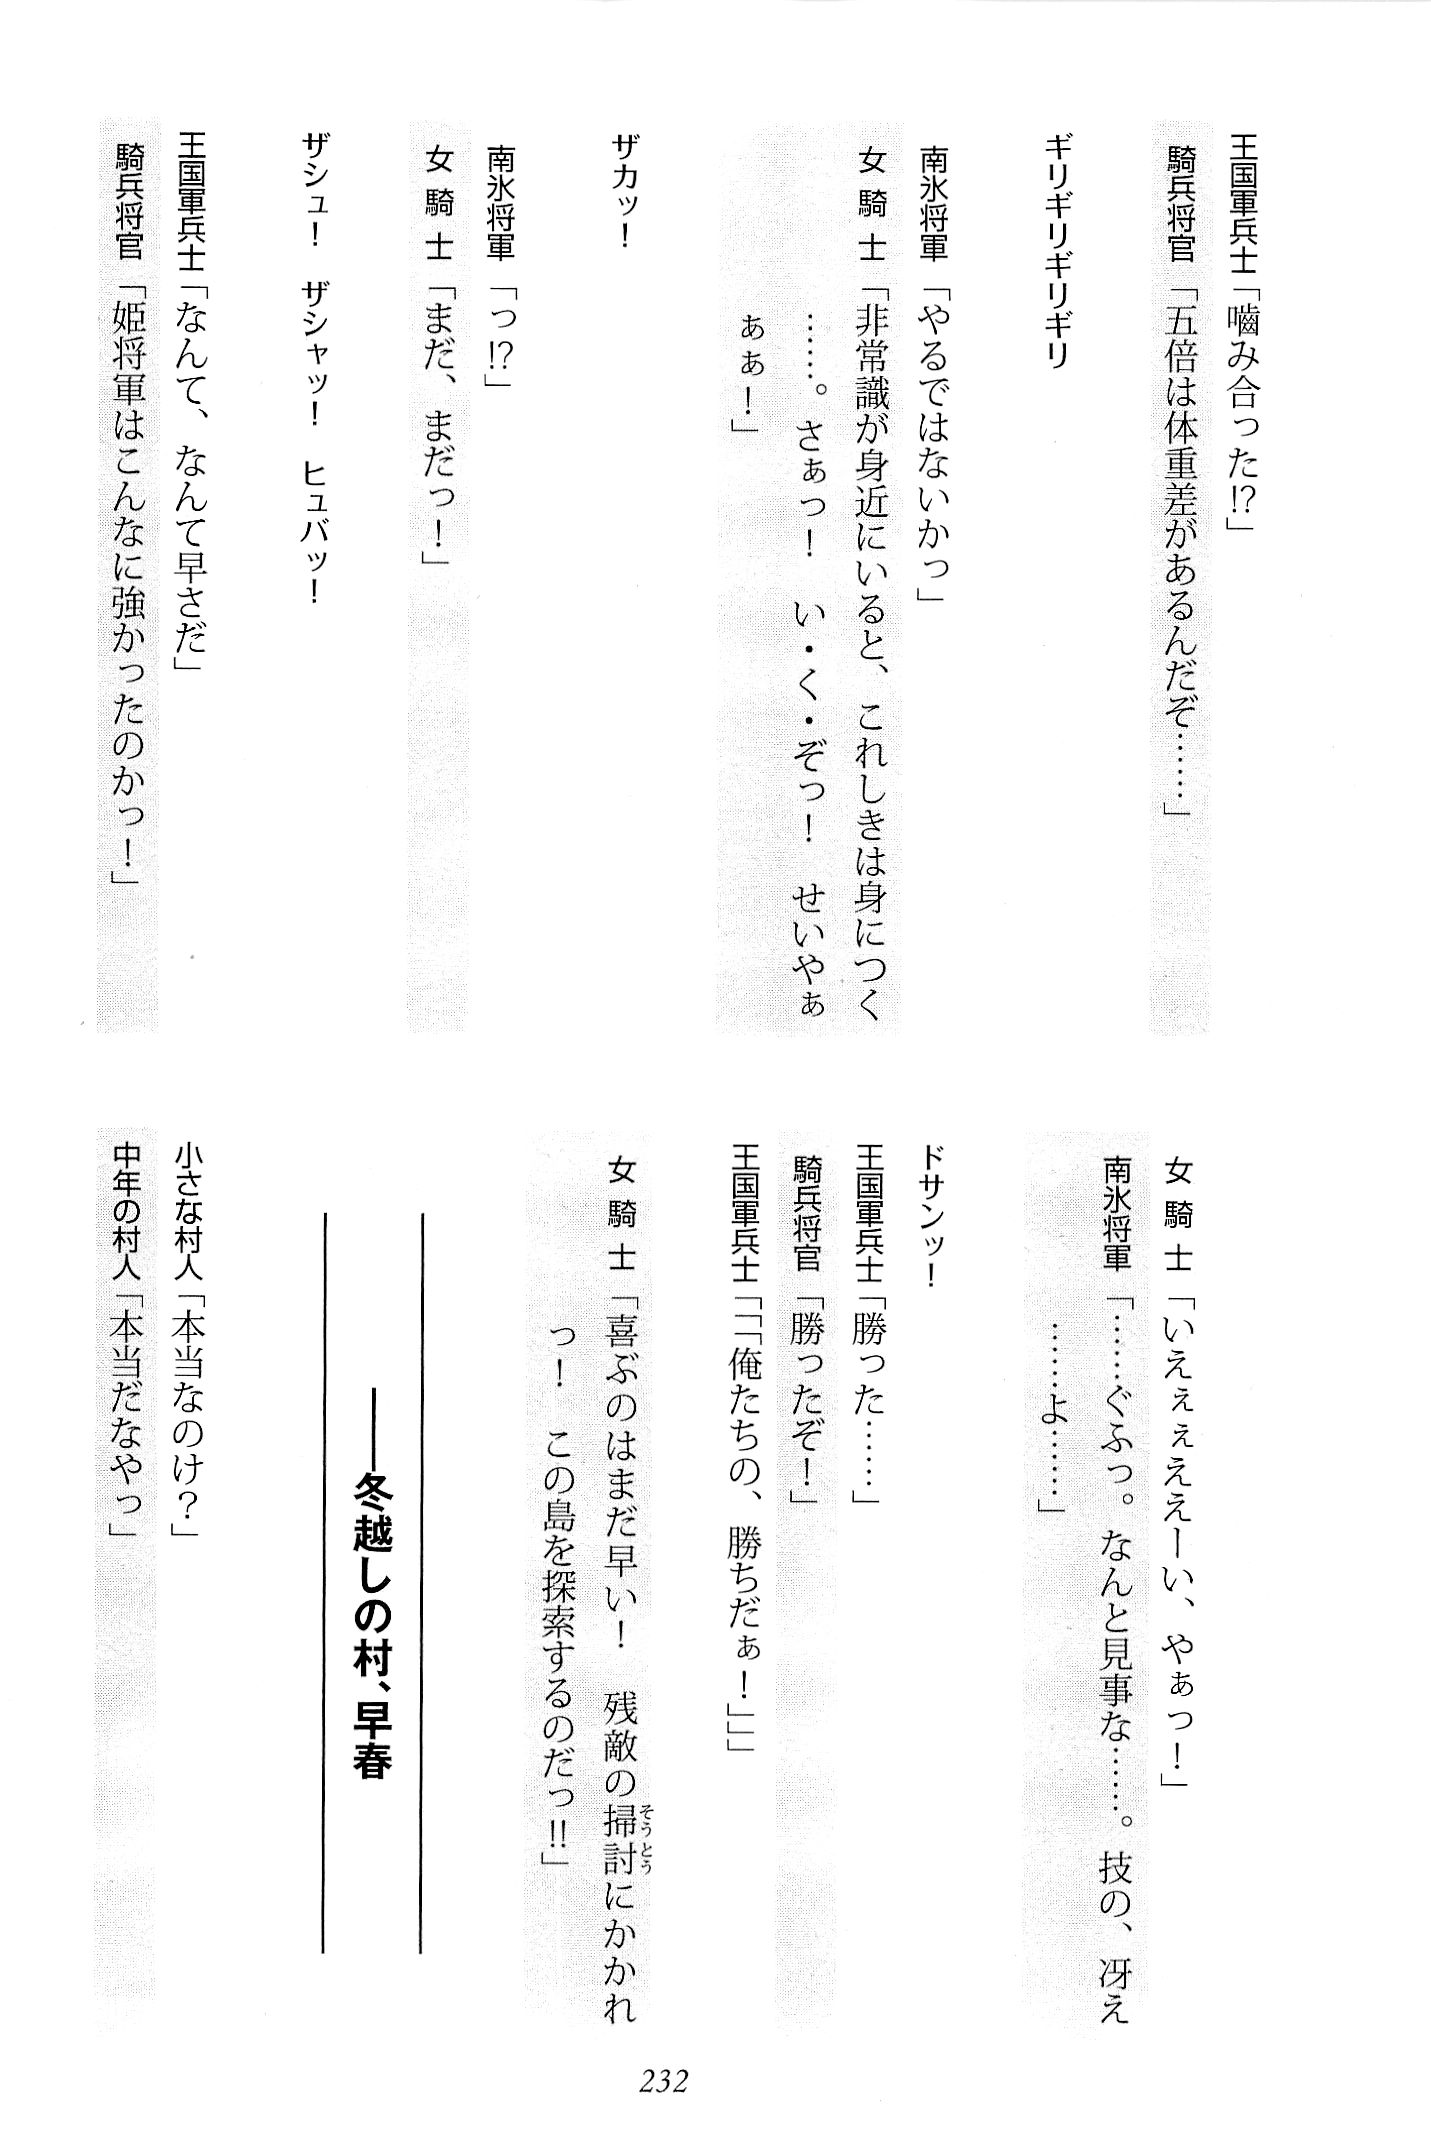 王国軍兵士「噛み合った!?」
騎兵将官「五倍は体重差があるんだぞ……」
ギリギリギリギリ
南氷将軍「やるではないかっ」
女騎士「非常識が身近にいると、これしきは身につく
……。さぁっ！　い・く・ぞっ！　せいやぁ
ぁぁ！」
ザカッ！
南氷将軍「っ!?」
女騎士「まだ、まだっ！」
ザシュ！　ザシャッ！　ヒュバッ！
王国軍兵士「なんて、なんて早さだ」
騎兵将官「姫将軍はこんなに強かったのかっ！」
女騎士「いえぇぇええーい、やぁっ！」
南氷将軍「……ぐふっ。なんと見事な……。技の、冴え
……よ……」
ドサンッ！
王国軍兵士「勝った……」
騎兵将官「勝ったぞ！」
王国軍兵士「「「俺たちの、勝ちだぁ！」」」
女騎士「喜ぶのはまだ早い！　残敵の掃討にかかれ
そうとう
っ！　この島を探索するのだっ!!」
――冬越しの村、早春
小さな村人「本当なのけ？」
中年の村人「本当だなやっ」
232